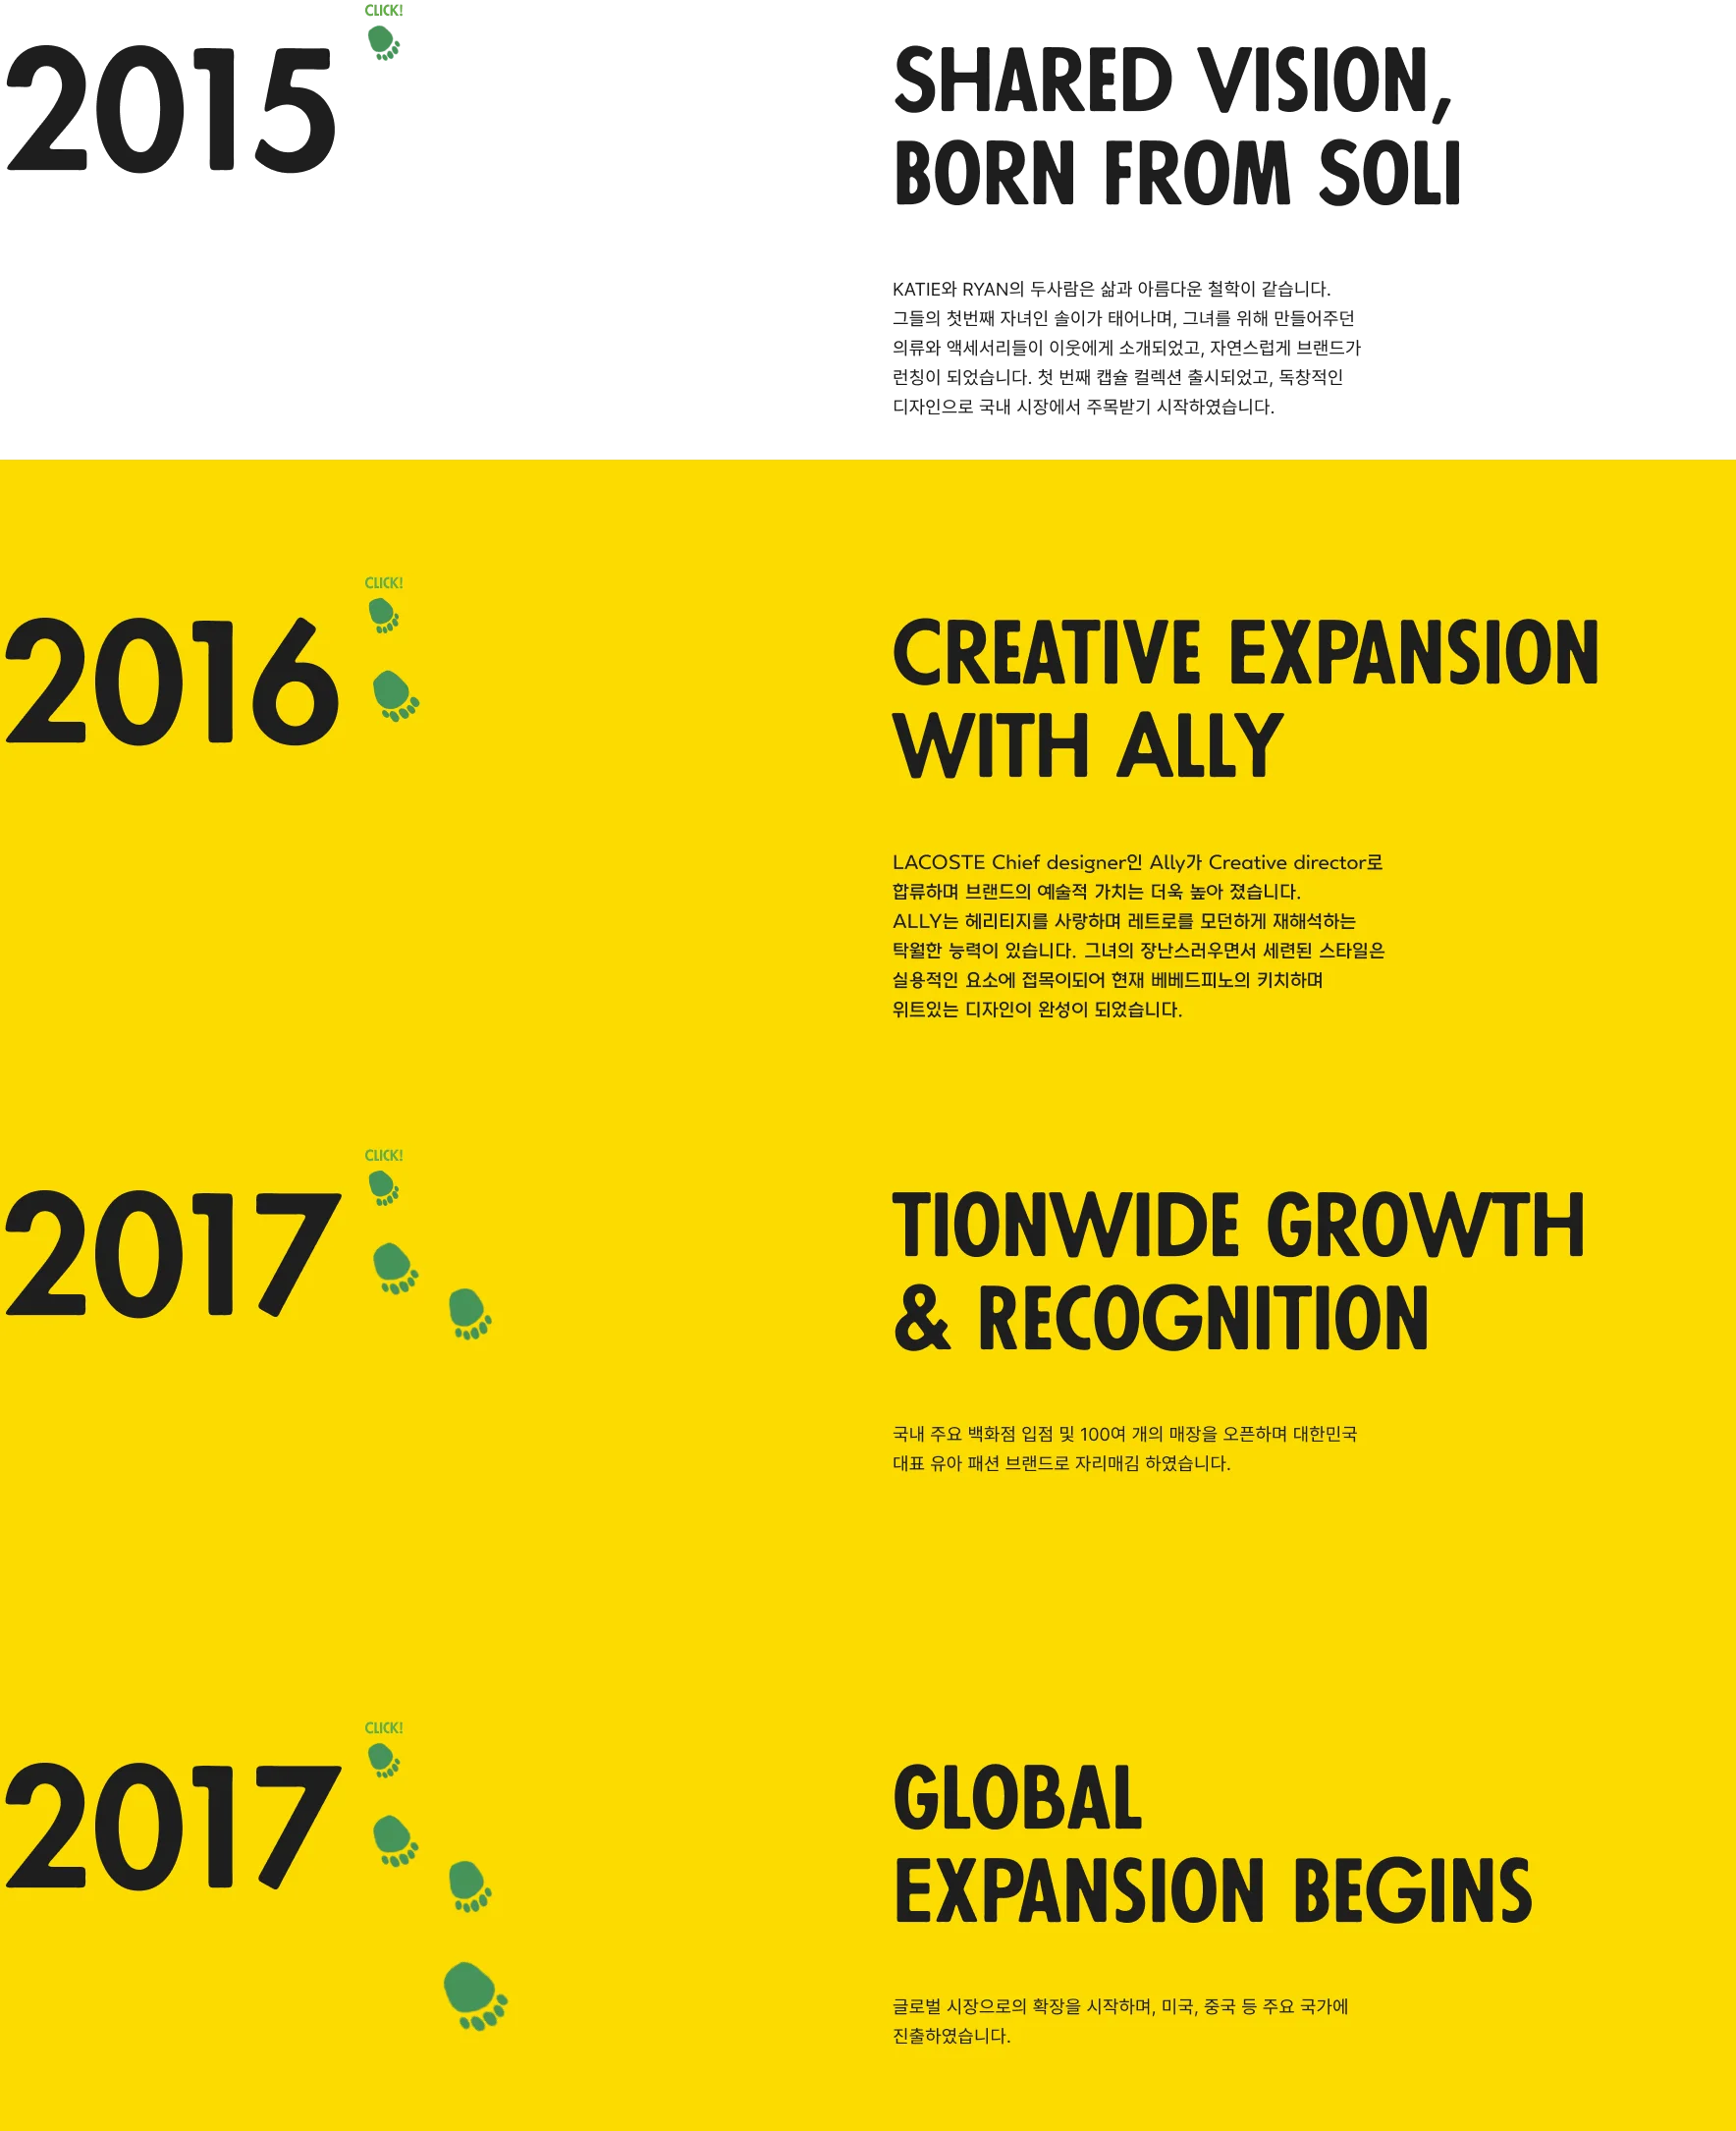 CLICK!
2015
SHARED VISION,
BORN FROM SOLI
KATIE와 RYAN의 두사람은 삶과 아름다운 철학이 같습니다.
그들의 첫번째 자녀인 솔이가 태어나며, 그녀를 위해 만들어주던
의류와 액세서리들이 이웃에게 소개되었고, 자연스럽게 브랜드가
런칭이 되었습니다. 첫 번째 캡슐 컬렉션 출시되었고, 독창적인
디자인으로 국내 시장에서 주목받기 시작하였습니다.
CLICK!
2016
CREATIVE EXPANSION
WITH ALLY
LACOSTE Chief designer인 Ally가 Creative director로
합류하며 브랜드의 예술적 가치는 더욱 높아 졌습니다.
ALLY는 헤리티지를 사랑하며 레트로를 모던하게 재해석하는
탁월한 능력이 있습니다. 그녀의 장난스러우면서 세련된 스타일은
실용적인 요소에 접목이되어 현재 베베드피노의 키치하며
위트있는 디자인이 완성이 되었습니다.
CLICK!
2017
TIONWIDE GROWTH
& RECOGNITION
국내 주요 백화점 입점 및 100여 개의 매장을 오픈하며 대한민국
대표 유아 패션 브랜드로 자리매김 하였습니다.
CLICK!
2017
GLOBAL
EXPANSION BEGINS
글로벌 시장으로의 확장을 시작하며, 미국, 중국 등 주요 국가에
진출하였습니다.